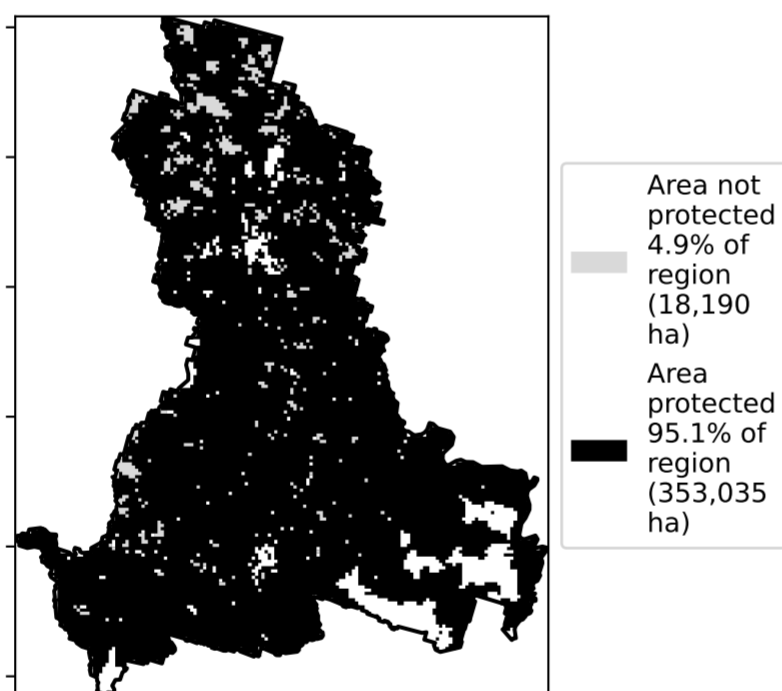 Area not
protected
4.9% of
region
(18,190
ha)
Area
protected
95.1% of
region
(353,035
ha)